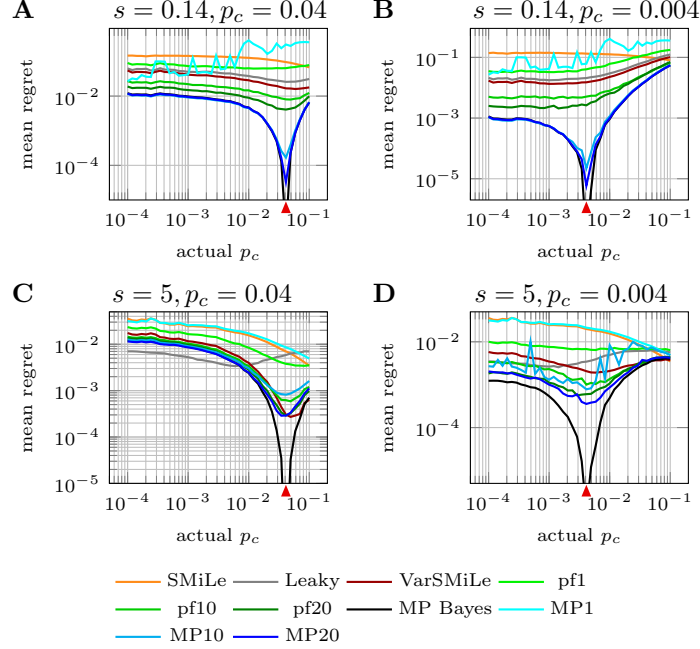 A
s = 0.14, p_c = 0.04
B
s = 0.14, p_c = 0.004
mean regret
10^−2
10^−4
10^−4
10^−3
10^−2
10^−1
actual p_c
mean regret
10^−1
10^−3
10^−5
10^−4
10^−3
10^−2
10^−1
actual p_c
C
s = 5, p_c = 0.04
D
s = 5, p_c = 0.004
mean regret
10^−2
10^−3
10^−4
10^−5
10^−4
10^−3
10^−2
10^−1
actual p_c
mean regret
10^−2
10^−4
10^−4
10^−3
10^−2
10^−1
actual p_c
SMiLe Leaky VarSMiLe pf1
pf10 pf20 MP Bayes MP1
MP10 MP20